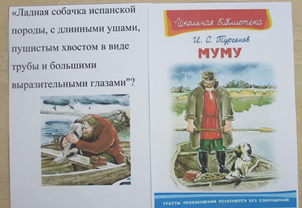 «Ладная собачка испанской
породы, с длинными ушами,
пушистым хвостом в виде
трубы и большими
выразительными глазами"?
Школьная библиотека
И. С. Тургенев
МУМУ
ТЕКСТЫ ПРОИЗВЕДЕНИЙ ПЕЧАТАЮТСЯ БЕЗ СОКРАЩЕНИЙ